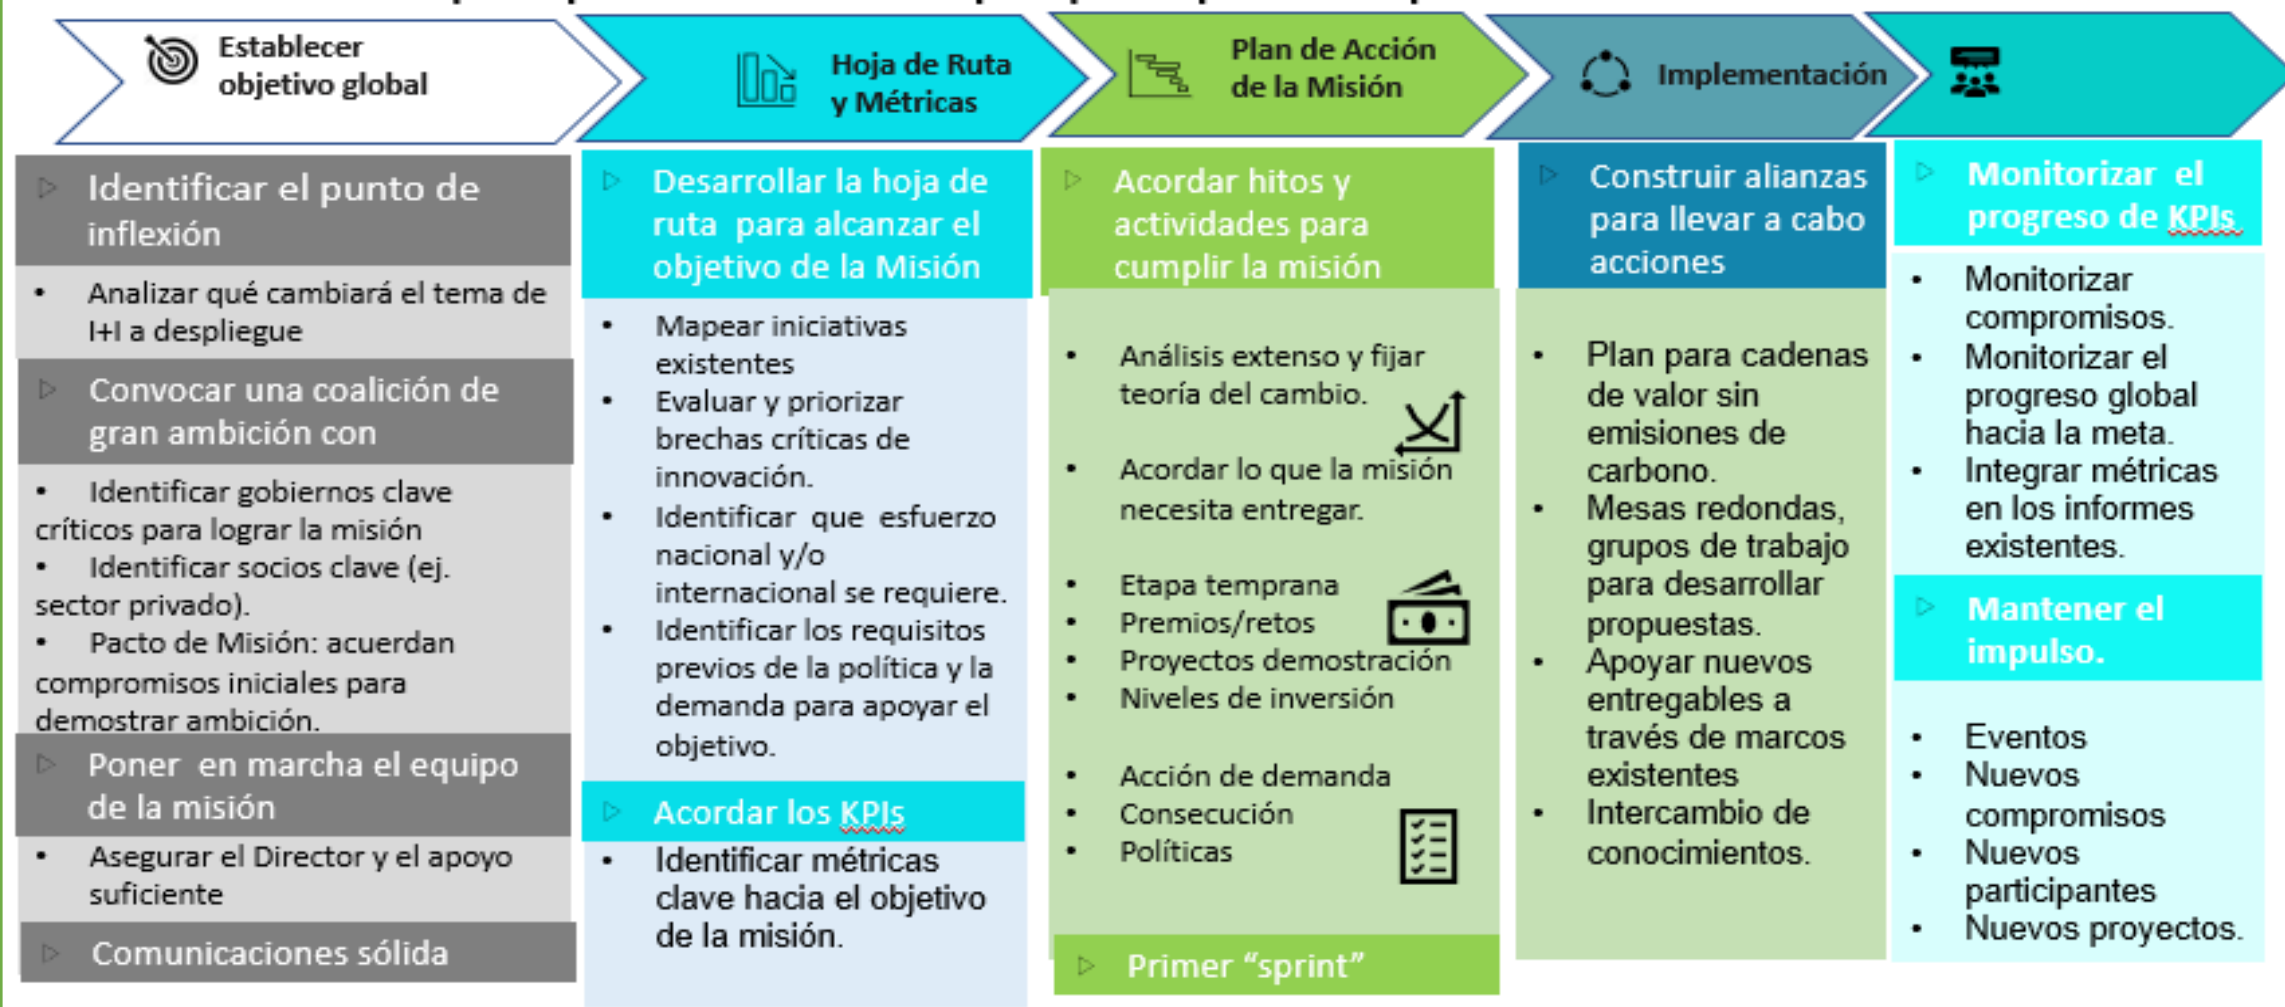 Establecer
objetivo global
Hoja de Ruta
y Métricas
Plan de Acción
de la Misión
Implementación
Identificar el punto de
inflexión
• Analizar qué cambiará el tema de
I+I a despliegue
Convocar una coalición de
gran ambición con
• Identificar gobiernos clave
críticos para lograr la misión
• Identificar socios clave (ej.
sector privado).
• Pacto de Misión: acuerdan
compromisos iniciales para
demostrar ambición.
Poner en marcha el equipo
de la misión
• Asegurar el Director y el apoyo
suficiente
Comunicaciones sólida
Desarrollar la hoja de
ruta para alcanzar el
objetivo de la Misión
• Mapear iniciativas
existentes
• Evaluar y priorizar
brechas críticas de
innovación.
• Identificar que esfuerzo
nacional y/o
internacional se requiere.
• Identificar los requisitos
previos de la política y la
demanda para apoyar el
objetivo.
Acordar los KPIs
• Identificar métricas
clave hacia el objetivo
de la misión.
Acordar hitos y
actividades para
cumplir la misión
• Análisis extenso y fijar
teoría del cambio.
• Acordar lo que la misión
necesita entregar.
• Etapa temprana
• Premios/retos
• Proyectos demostración
• Niveles de inversión
• Acción de demanda
• Consecución
• Políticas
Primer “sprint”
Construir alianzas
para llevar a cabo
acciones
• Plan para cadenas
de valor sin
emisiones de
carbono.
• Mesas redondas,
grupos de trabajo
para desarrollar
propuestas.
• Apoyar nuevos
entregables a
través de marcos
existentes
• Intercambio de
conocimientos.
Monitorizar el
progreso de KPIs
• Monitorizar
compromisos.
• Monitorizar el
progreso global
hacia la meta.
• Integrar métricas
en los informes
existentes.
Mantener el
impulso.
• Eventos
• Nuevos
compromisos
• Nuevos
participantes
• Nuevos proyectos.